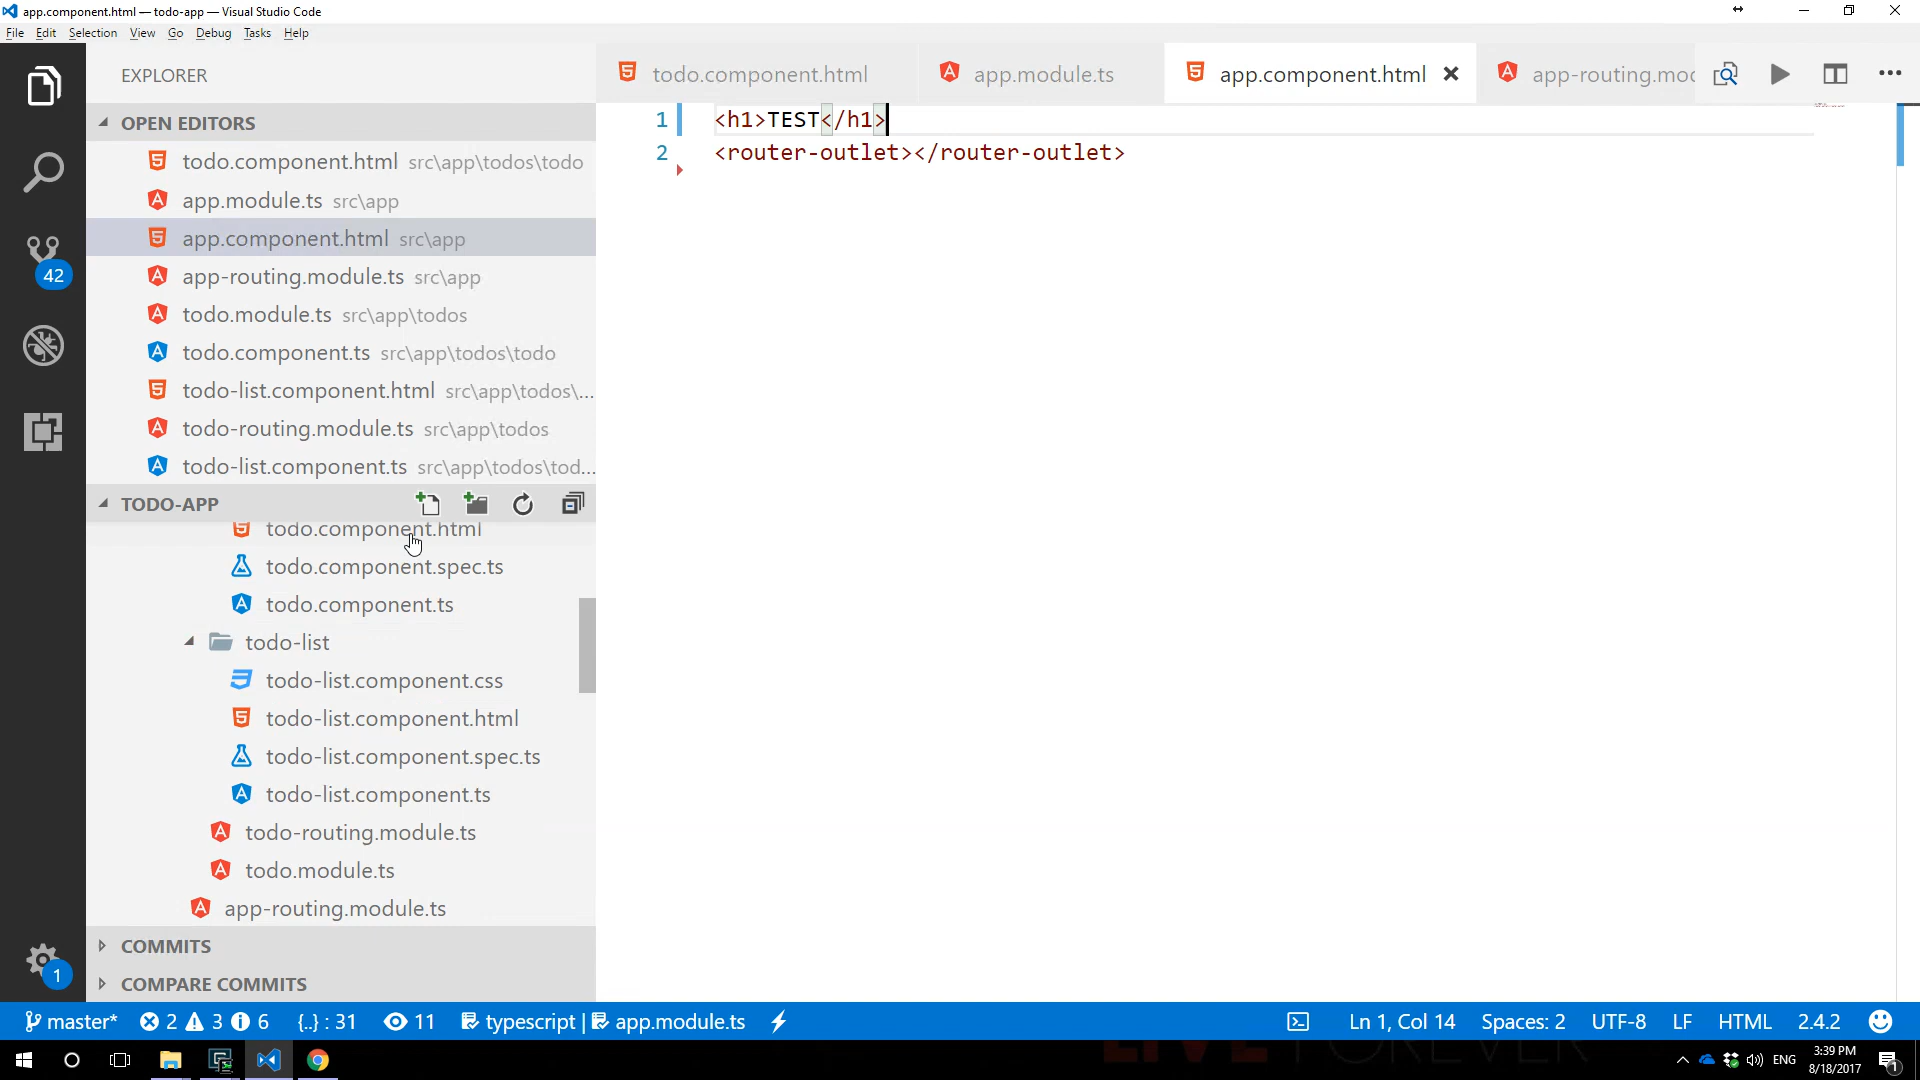 app.component.html — todo-app — Visual Studio Code
File Edit Selection View Go Debug Tasks Help
EXPLORER
todo.component.html
app.module.ts
app.component.html
app-routing.mod
OPEN EDITORS
todo.component.html src\app\todos\todo
app.module.ts src\app
app.component.html src\app
app-routing.module.ts src\app
todo.module.ts src\app\todos
todo.component.ts src\app\todos\todo
todo-list.component.html src\app\todos\...
todo-routing.module.ts src\app\todos
todo-list.component.ts src\app\todos\tod...
1 <h1>TEST</h1>
2 <router-outlet></router-outlet>
42
TODO-APP
todo.component.html
todo.component.spec.ts
todo.component.ts
todo-list
todo-list.component.css
todo-list.component.html
todo-list.component.spec.ts
todo-list.component.ts
todo-routing.module.ts
todo.module.ts
app-routing.module.ts
COMMITS
COMPARE COMMITS
1
master* 2 3 6 {..} : 31 11 typescript | app.module.ts Ln 1, Col 14 Spaces: 2 UTF-8 LF HTML 2.4.2
ENG
3:39 PM
8/18/2017
1